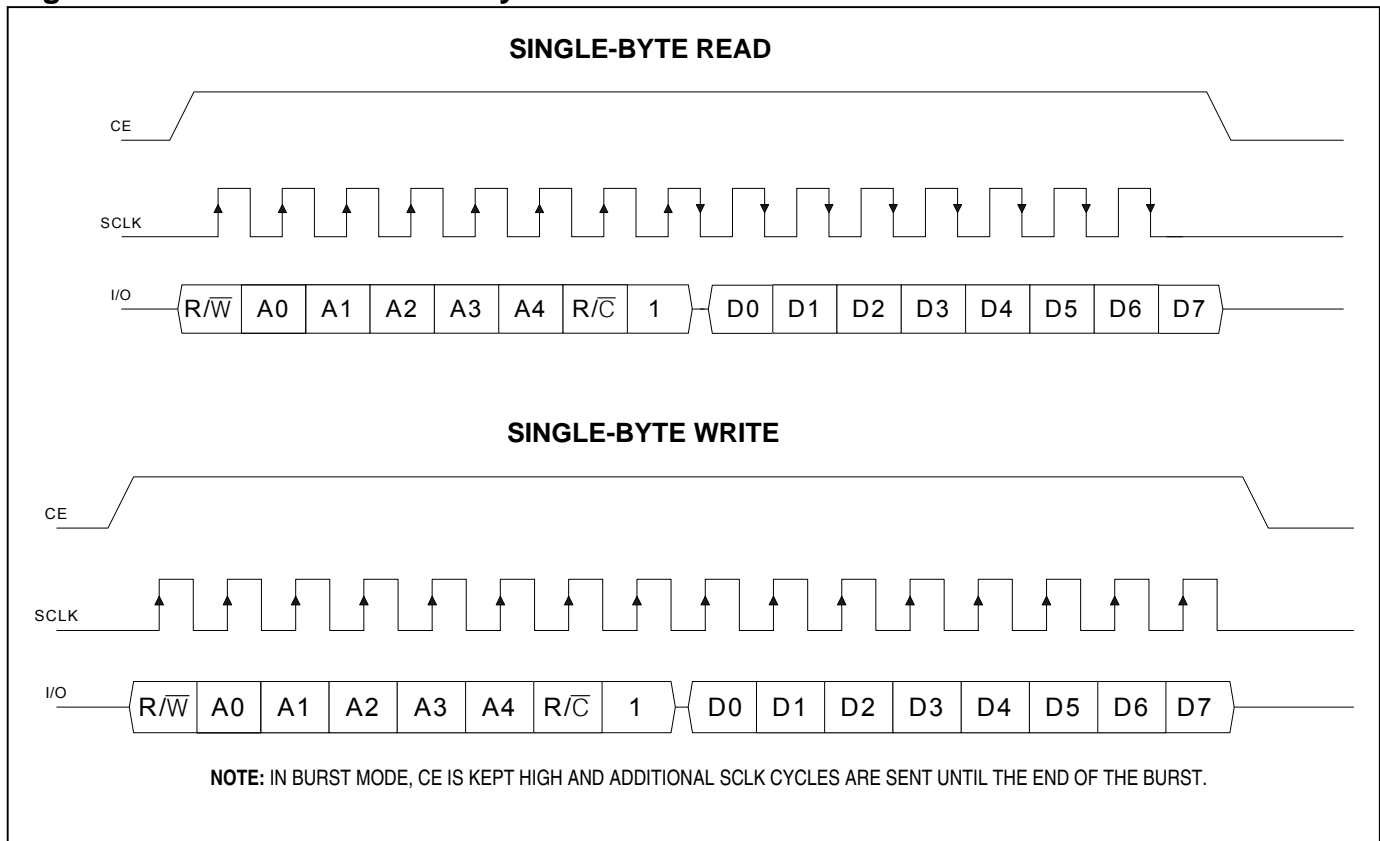 SINGLE-BYTE READ
CE
SCLK
I/O R/W̅ A0 A1 A2 A3 A4 R/C̅ 1 D0 D1 D2 D3 D4 D5 D6 D7
SINGLE-BYTE WRITE
CE
SCLK
I/O R/W̅ A0 A1 A2 A3 A4 R/C̅ 1 D0 D1 D2 D3 D4 D5 D6 D7
NOTE: IN BURST MODE, CE IS KEPT HIGH AND ADDITIONAL SCLK CYCLES ARE SENT UNTIL THE END OF THE BURST.